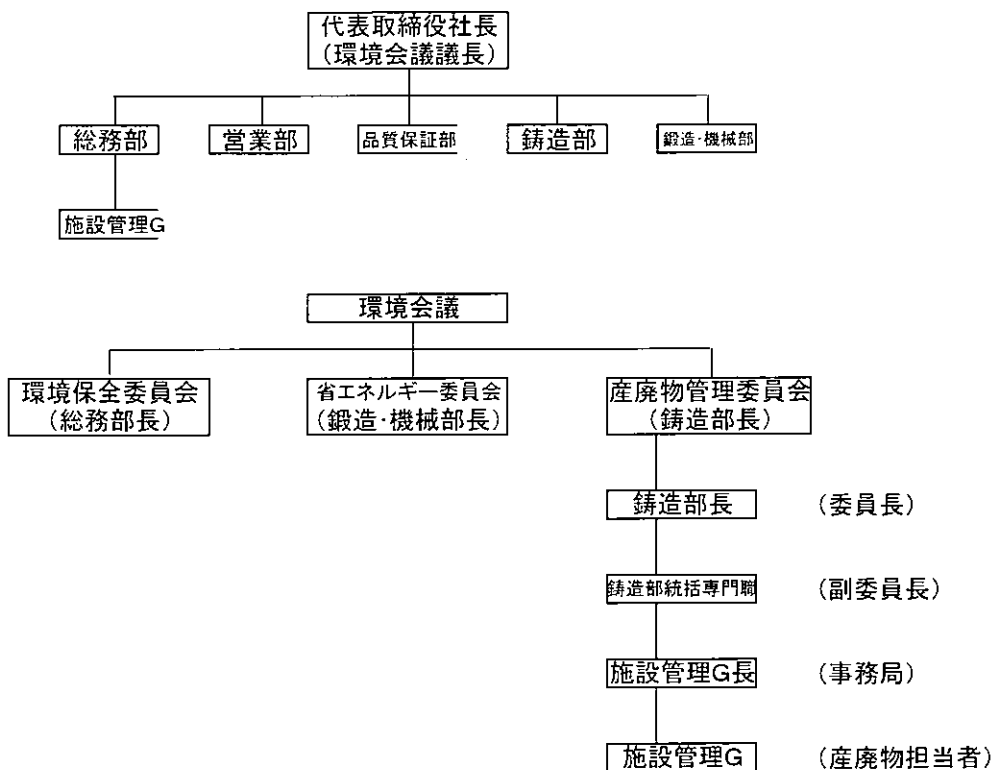 代表取締役社長
(環境会議議長)
総務部 営業部 品質保証部 鋳造部 鍛造・機械部
施設管理G
環境会議
環境保全委員会 省エネルギー委員会 産廃物管理委員会
(総務部長) (鍛造・機械部長) (鋳造部長)
鋳造部長 (委員長)
鋳造部統括専門職 (副委員長)
施設管理G長 (事務局)
施設管理G (産廃物担当者)